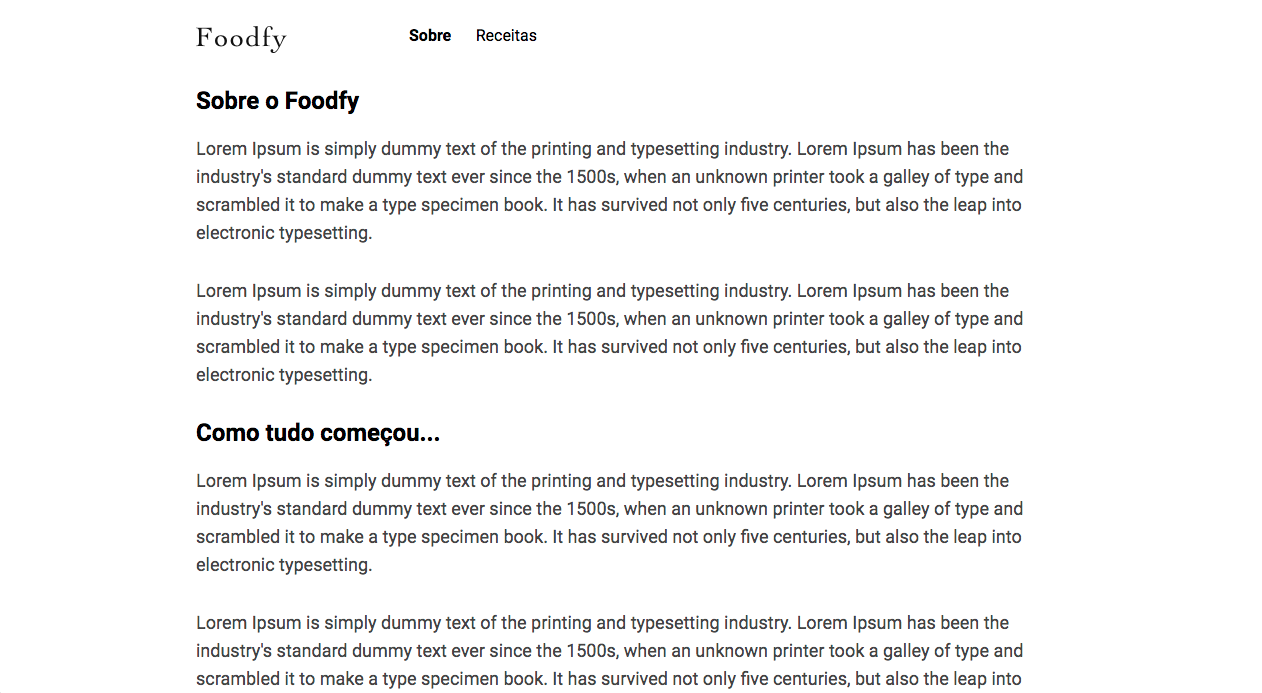 Foodfy Sobre Receitas
Sobre o Foodfy
Lorem Ipsum is simply dummy text of the printing and typesetting industry. Lorem Ipsum has been the
industry's standard dummy text ever since the 1500s, when an unknown printer took a galley of type and
scrambled it to make a type specimen book. It has survived not only five centuries, but also the leap into
electronic typesetting.
Lorem Ipsum is simply dummy text of the printing and typesetting industry. Lorem Ipsum has been the
industry's standard dummy text ever since the 1500s, when an unknown printer took a galley of type and
scrambled it to make a type specimen book. It has survived not only five centuries, but also the leap into
electronic typesetting.
Como tudo começou...
Lorem Ipsum is simply dummy text of the printing and typesetting industry. Lorem Ipsum has been the
industry's standard dummy text ever since the 1500s, when an unknown printer took a galley of type and
scrambled it to make a type specimen book. It has survived not only five centuries, but also the leap into
electronic typesetting.
Lorem Ipsum is simply dummy text of the printing and typesetting industry. Lorem Ipsum has been the
industry's standard dummy text ever since the 1500s, when an unknown printer took a galley of type and
scrambled it to make a type specimen book. It has survived not only five centuries, but also the leap into